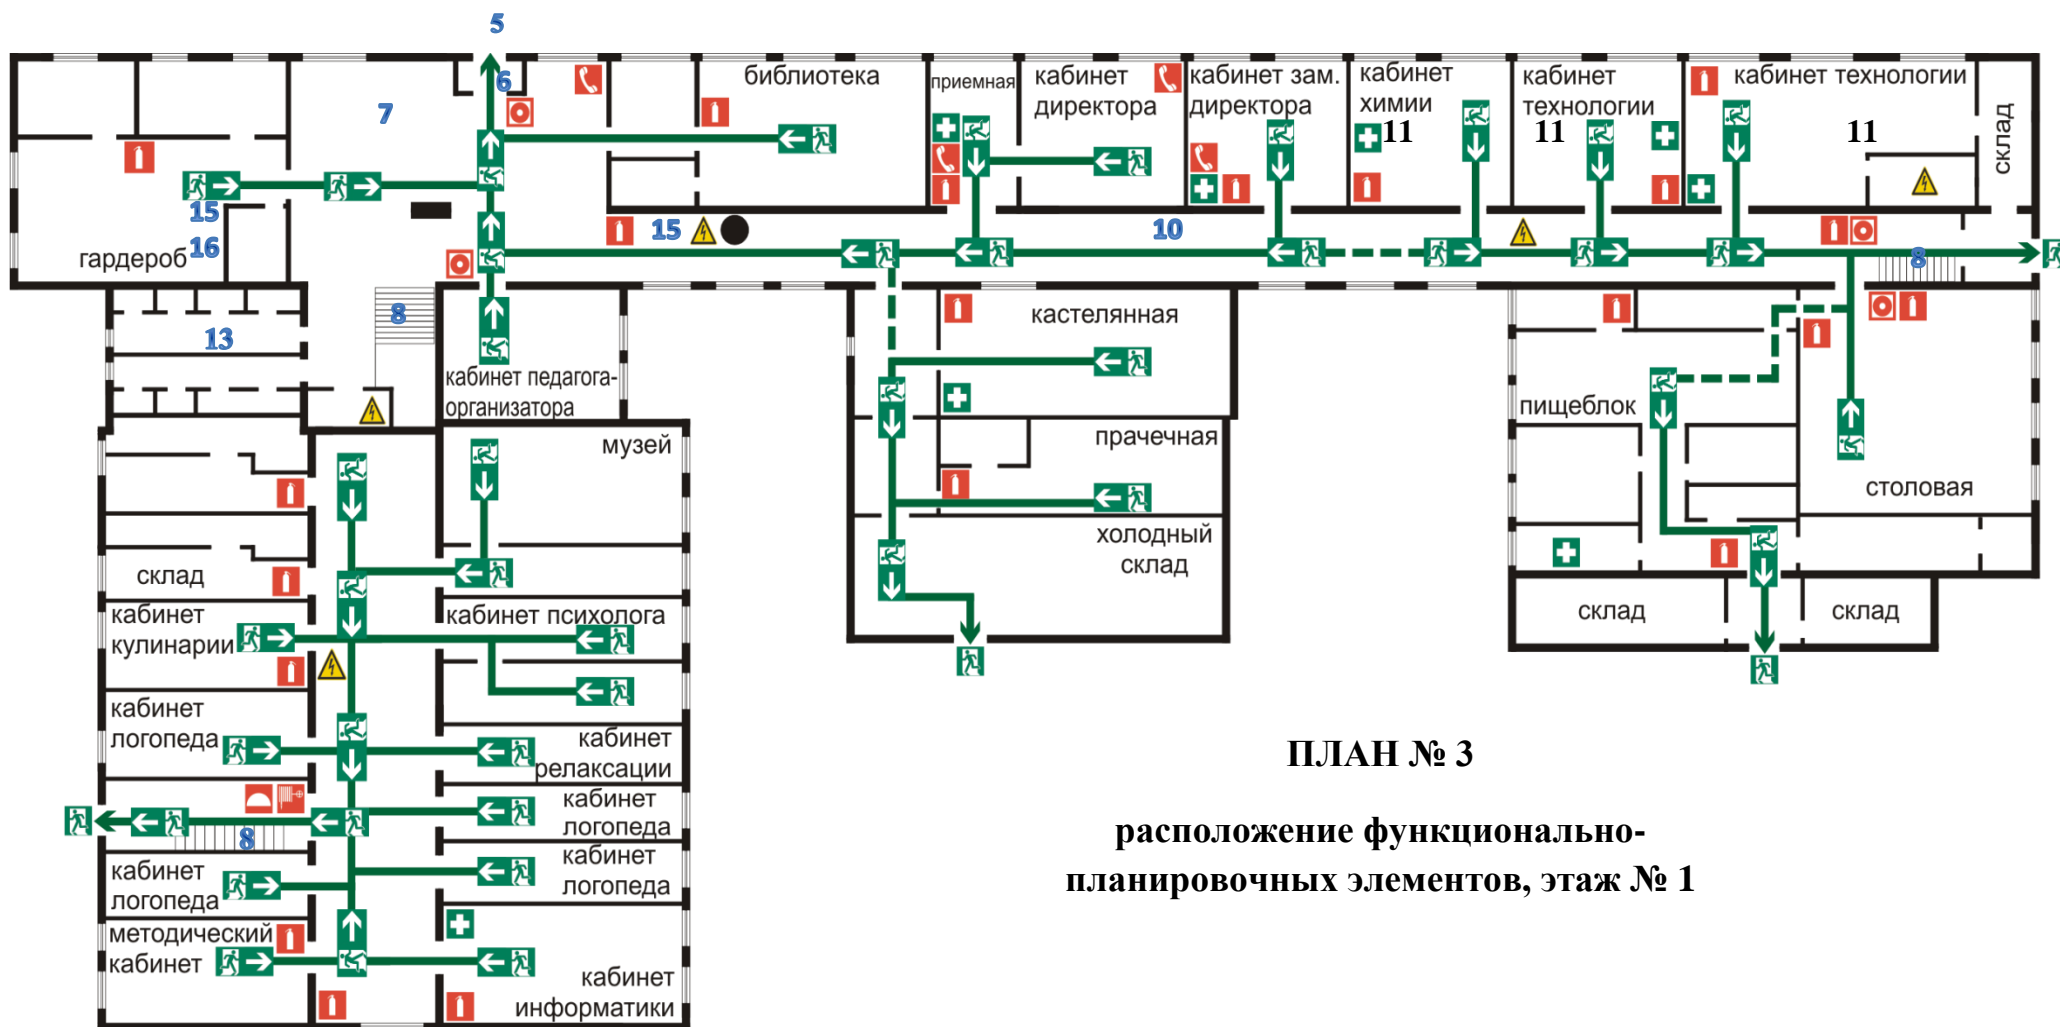 5
6
7
библиотека
приемная
кабинет
директора
кабинет зам.
директора
кабинет
химии
11
кабинет
технологии
11
кабинет технологии
11
склад
15
16
гардероб
15
10
8
8
13
кабинет педагога-
организатора
кастелянная
прачечная
холодный
склад
пищеблок
столовая
склад
склад
музей
склад
кабинет
кулинарии
кабинет психолога
кабинет
логопеда
кабинет
релаксации
кабинет
логопеда
8
кабинет
логопеда
кабинет
логопеда
методический
кабинет
кабинет
информатики
ПЛАН № 3
расположение функционально-
планировочных элементов, этаж № 1